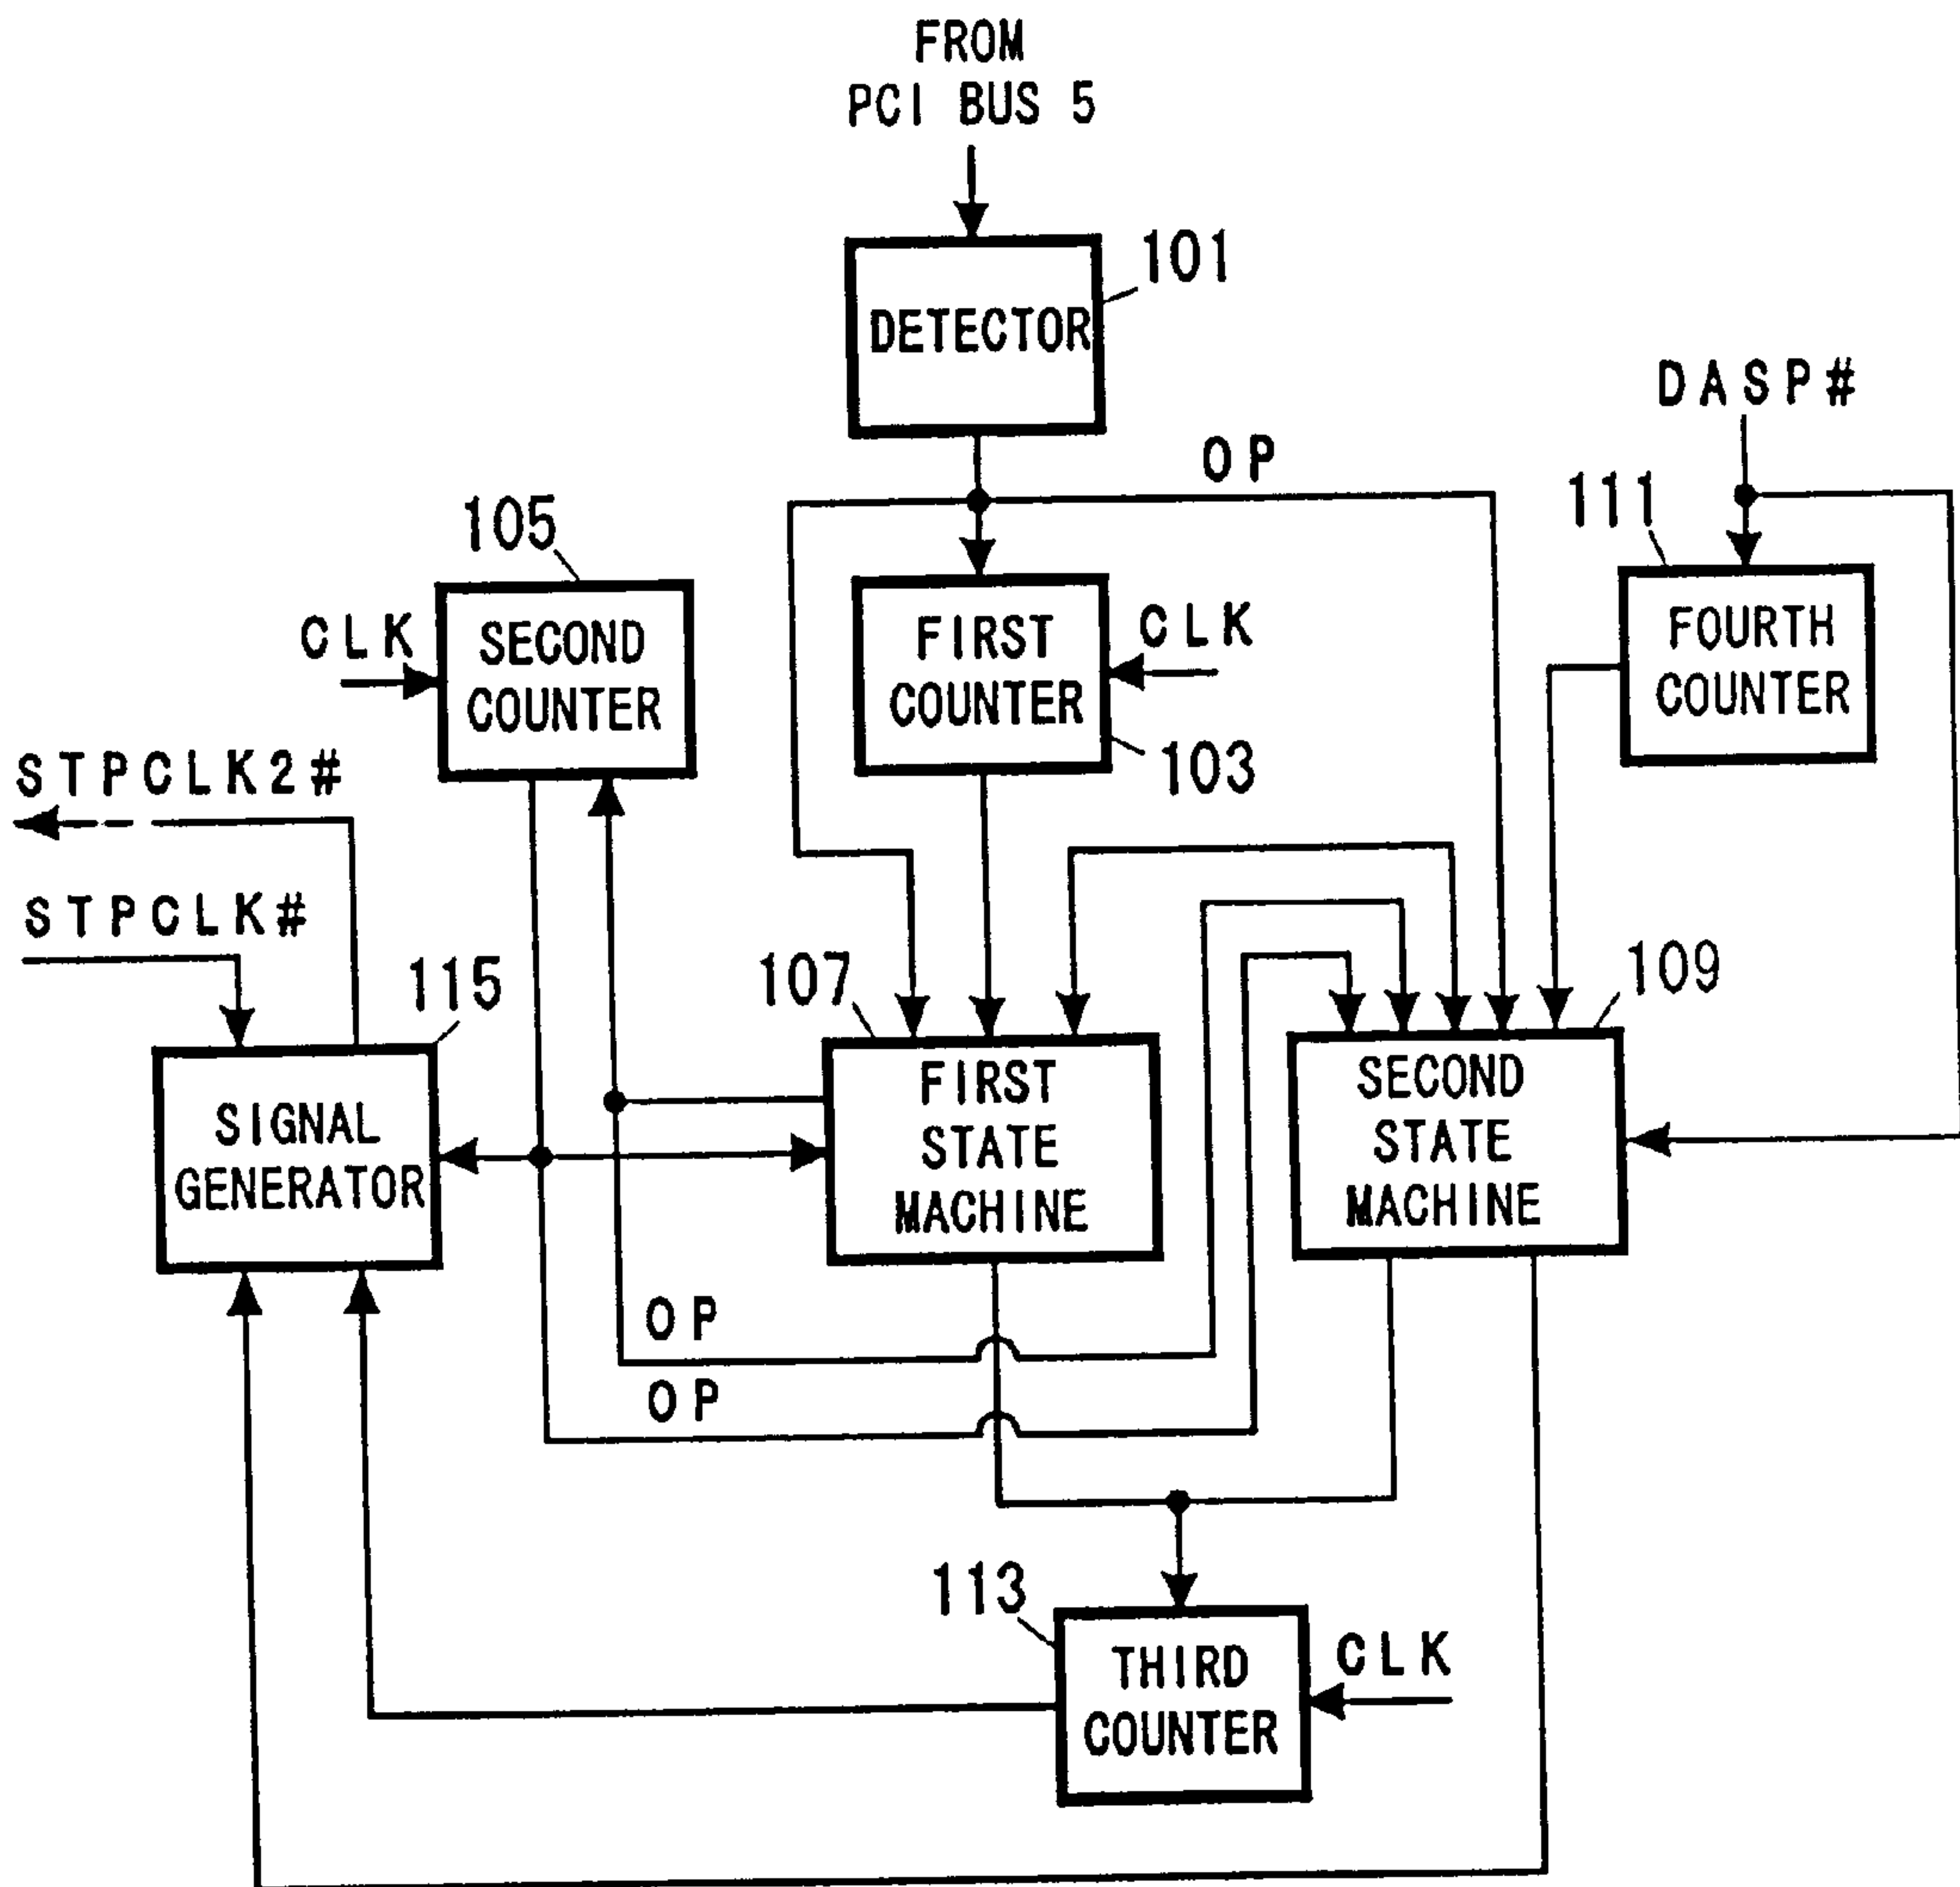 FROM
PCI BUS 5
101
DETECTOR
DASP#
OP
111
105
CLK
SECOND
COUNTER
FIRST
COUNTER
CLK
103
FOURTH
COUNTER
STPCLK2#
STPCLK#
115
107
109
SIGNAL
GENERATOR
FIRST
STATE
MACHINE
SECOND
STATE
MACHINE
OP
OP
113
THIRD
COUNTER
CLK